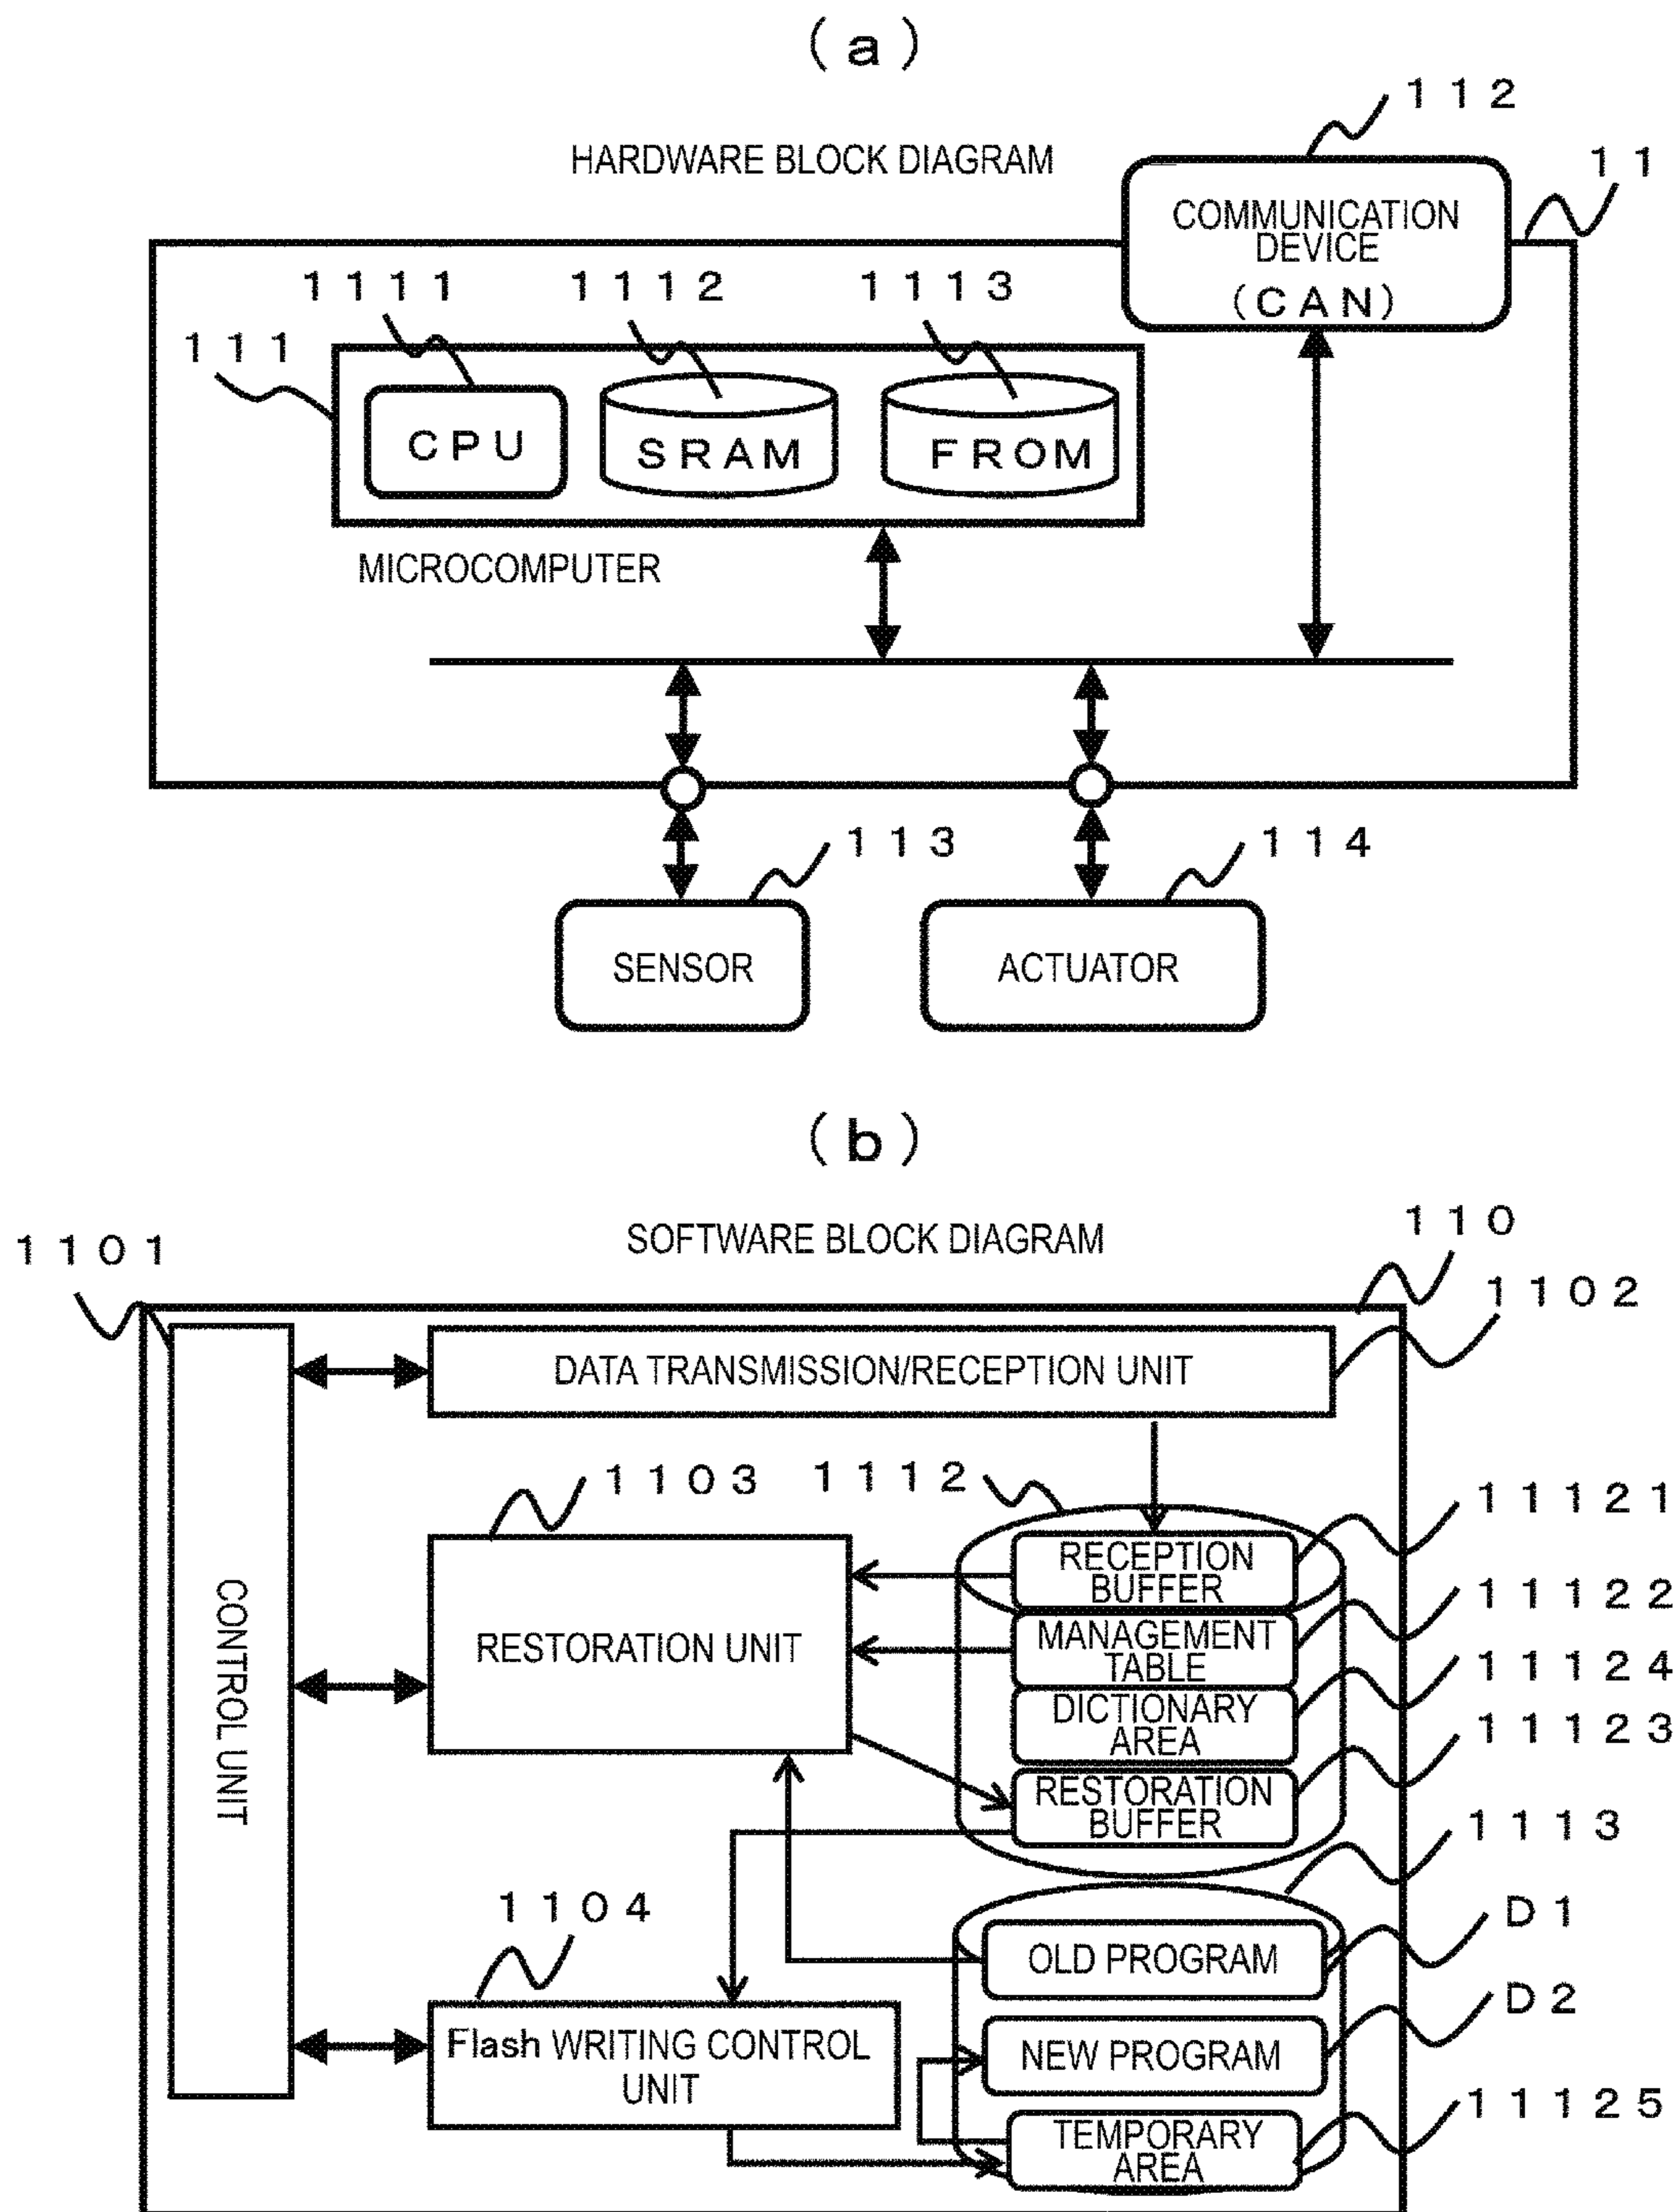 (a)
112
HARDWARE BLOCK DIAGRAM
11
COMMUNICATION
DEVICE
(CAN)
1111
1112
1113
111
CPU
SRAM
FROM
MICROCOMPUTER
113
114
SENSOR
ACTUATOR
(b)
SOFTWARE BLOCK DIAGRAM
110
1101
1102
DATA TRANSMISSION/RECEPTION UNIT
1103
1112
11121
RECEPTION
BUFFER
11122
CONTROL UNIT
RESTORATION UNIT
MANAGEMENT
TABLE
11124
DICTIONARY
AREA
11123
RESTORATION
BUFFER
1113
1104
D1
OLD PROGRAM
D2
Flash WRITING CONTROL
UNIT
NEW PROGRAM
11125
TEMPORARY
AREA